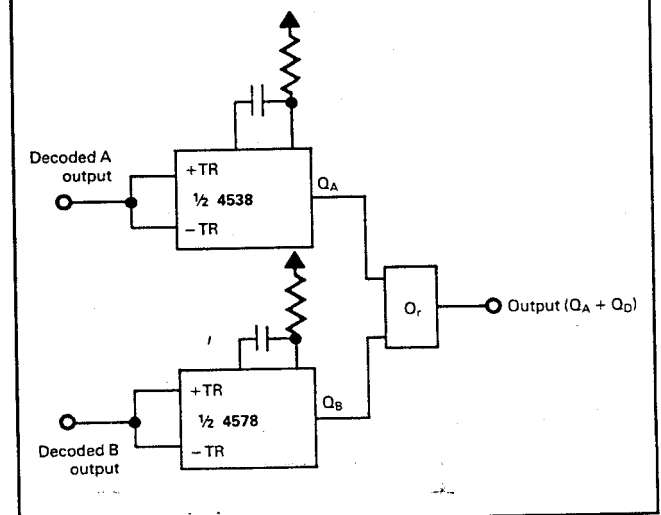 Decoded A
output
+TR
½ 4538
−TR
QA
Or
Output (QA + QD)
+TR
½ 4578
−TR
QB
Decoded B
output